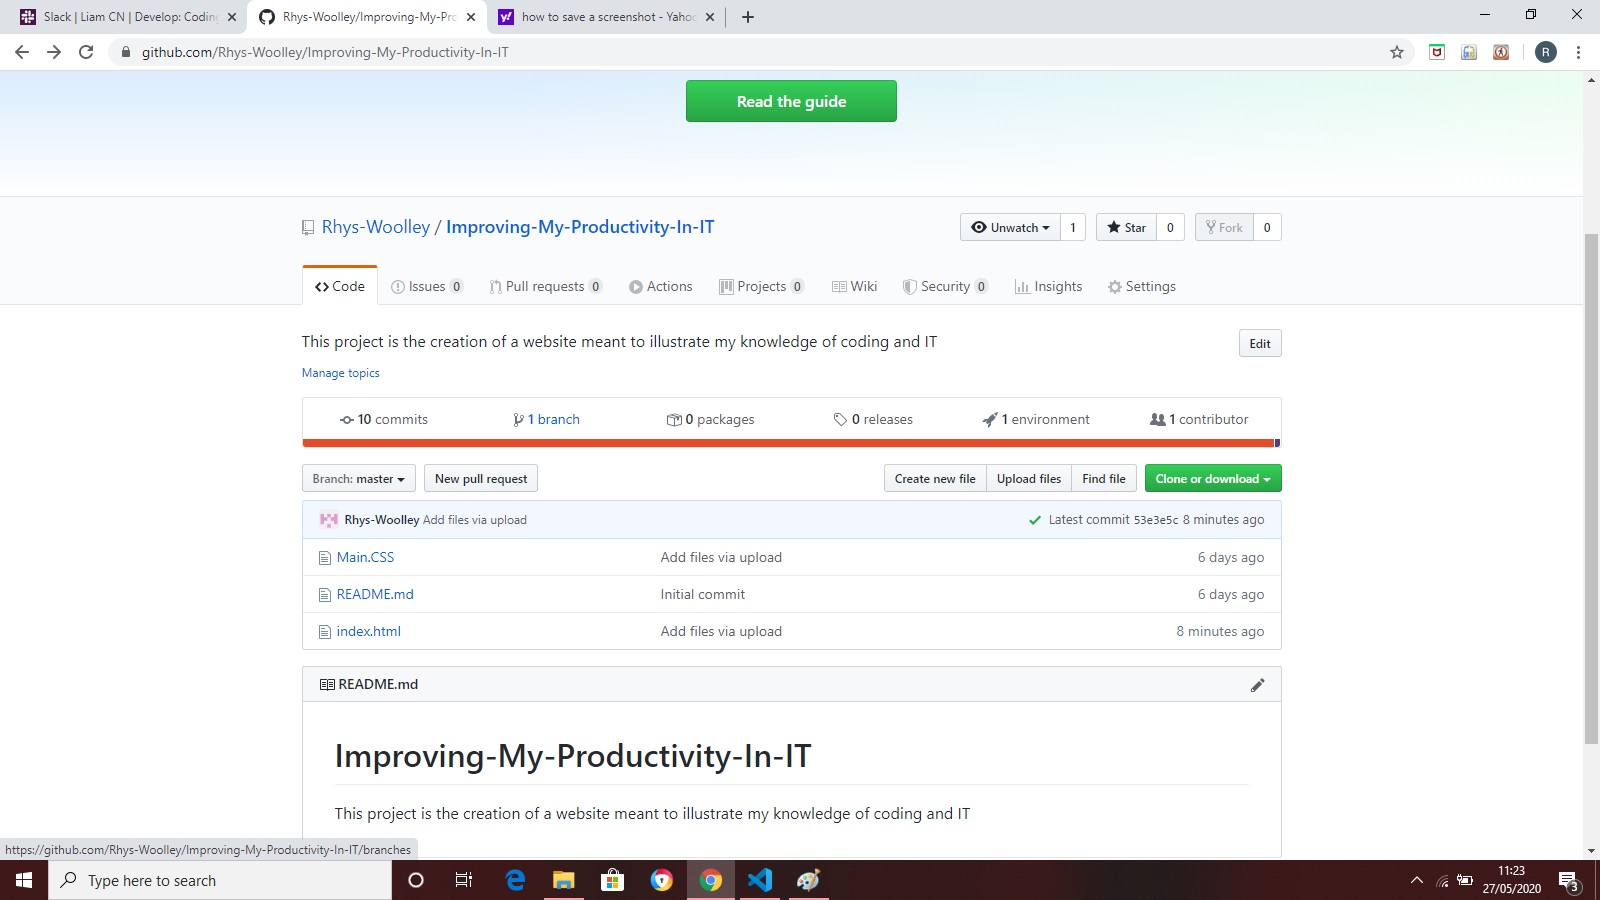 Slack | Liam CN | Develop: Coding
Rhys-Woolley/Improving-My-Pro
how to save a screenshot - Yahoo
github.com/Rhys-Woolley/Improving-My-Productivity-In-IT
R
Read the guide
Rhys-Woolley / Improving-My-Productivity-In-IT
Unwatch 1 Star 0 Fork 0
Code Issues 0 Pull requests 0 Actions Projects 0 Wiki Security 0 Insights Settings
This project is the creation of a website meant to illustrate my knowledge of coding and IT
Edit
Manage topics
10 commits 1 branch 0 packages 0 releases 1 environment 1 contributor
Branch: master New pull request Create new file Upload files Find file Clone or download
Rhys-Woolley Add files via upload Latest commit 53e3e5c 8 minutes ago
Main.CSS Add files via upload 6 days ago
README.md Initial commit 6 days ago
index.html Add files via upload 8 minutes ago
README.md
Improving-My-Productivity-In-IT
This project is the creation of a website meant to illustrate my knowledge of coding and IT
https://github.com/Rhys-Woolley/Improving-My-Productivity-In-IT/branches
Type here to search
11:23
27/05/2020
3